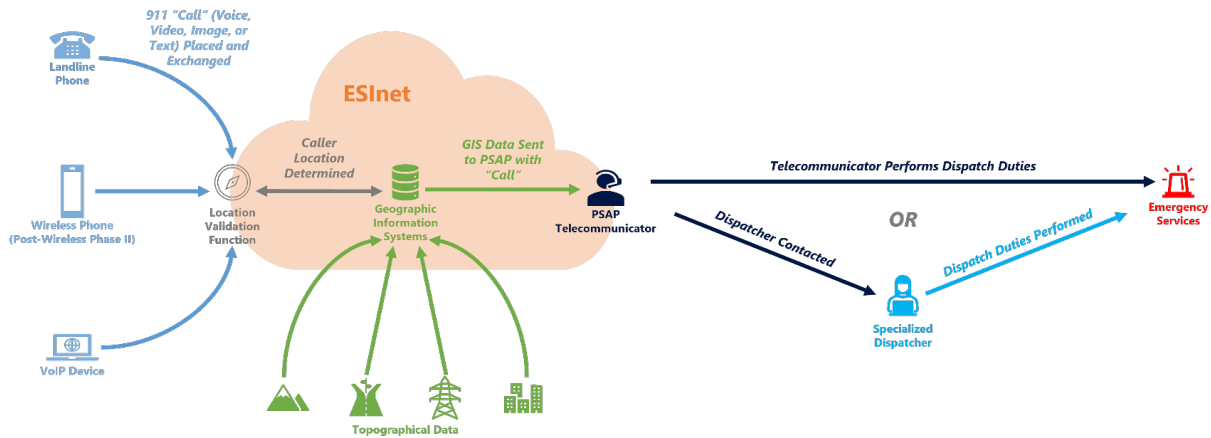 911 “Call” (Voice,
Video, Image, or
Text) Placed and
Exchanged
Landline
Phone
ESInet
Caller
Location
Determined
GIS Data Sent
to PSAP with
“Call”
Telecommunicator Performs Dispatch Duties
Wireless Phone
(Post-Wireless Phase II)
Location
Validation
Function
Geographic
Information
Systems
PSAP
Telecommunicator
Emergency
Services
OR
Dispatcher Contacted
Dispatch Duties Performed
Specialized
Dispatcher
VoIP Device
Topographical Data